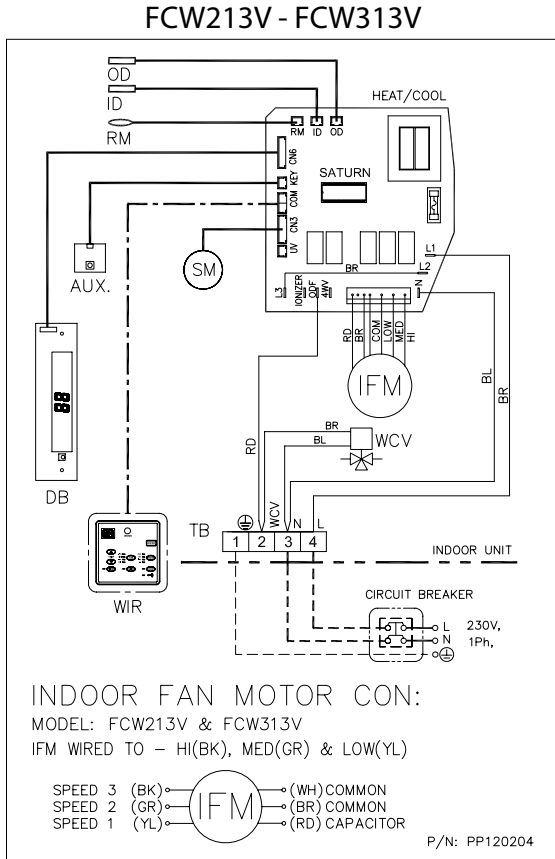 FCW213V - FCW313V
OD
ID
RM
HEAT/COOL
RM ID OD
CN6
KEY
COM
CN3
UV
SATURN
AUX.
SM
L1
BR
L2
L3
IONIZER
ODF
4WV
N
RD
BR
COM
LOW
MED
HI
IFM
BL
BR
RD
BR
BL
WCV
88
DB
WCV
TB
N L
1 2 3 4
INDOOR UNIT
WIR
CIRCUIT BREAKER
L
N
230V,
1Ph,
INDOOR FAN MOTOR CON:
MODEL: FCW213V & FCW313V
IFM WIRED TO – HI(BK), MED(GR) & LOW(YL)
SPEED 3 (BK)
SPEED 2 (GR)
SPEED 1 (YL)
IFM
(WH)COMMON
(BR)COMMON
(RD)CAPACITOR
P/N: PP120204